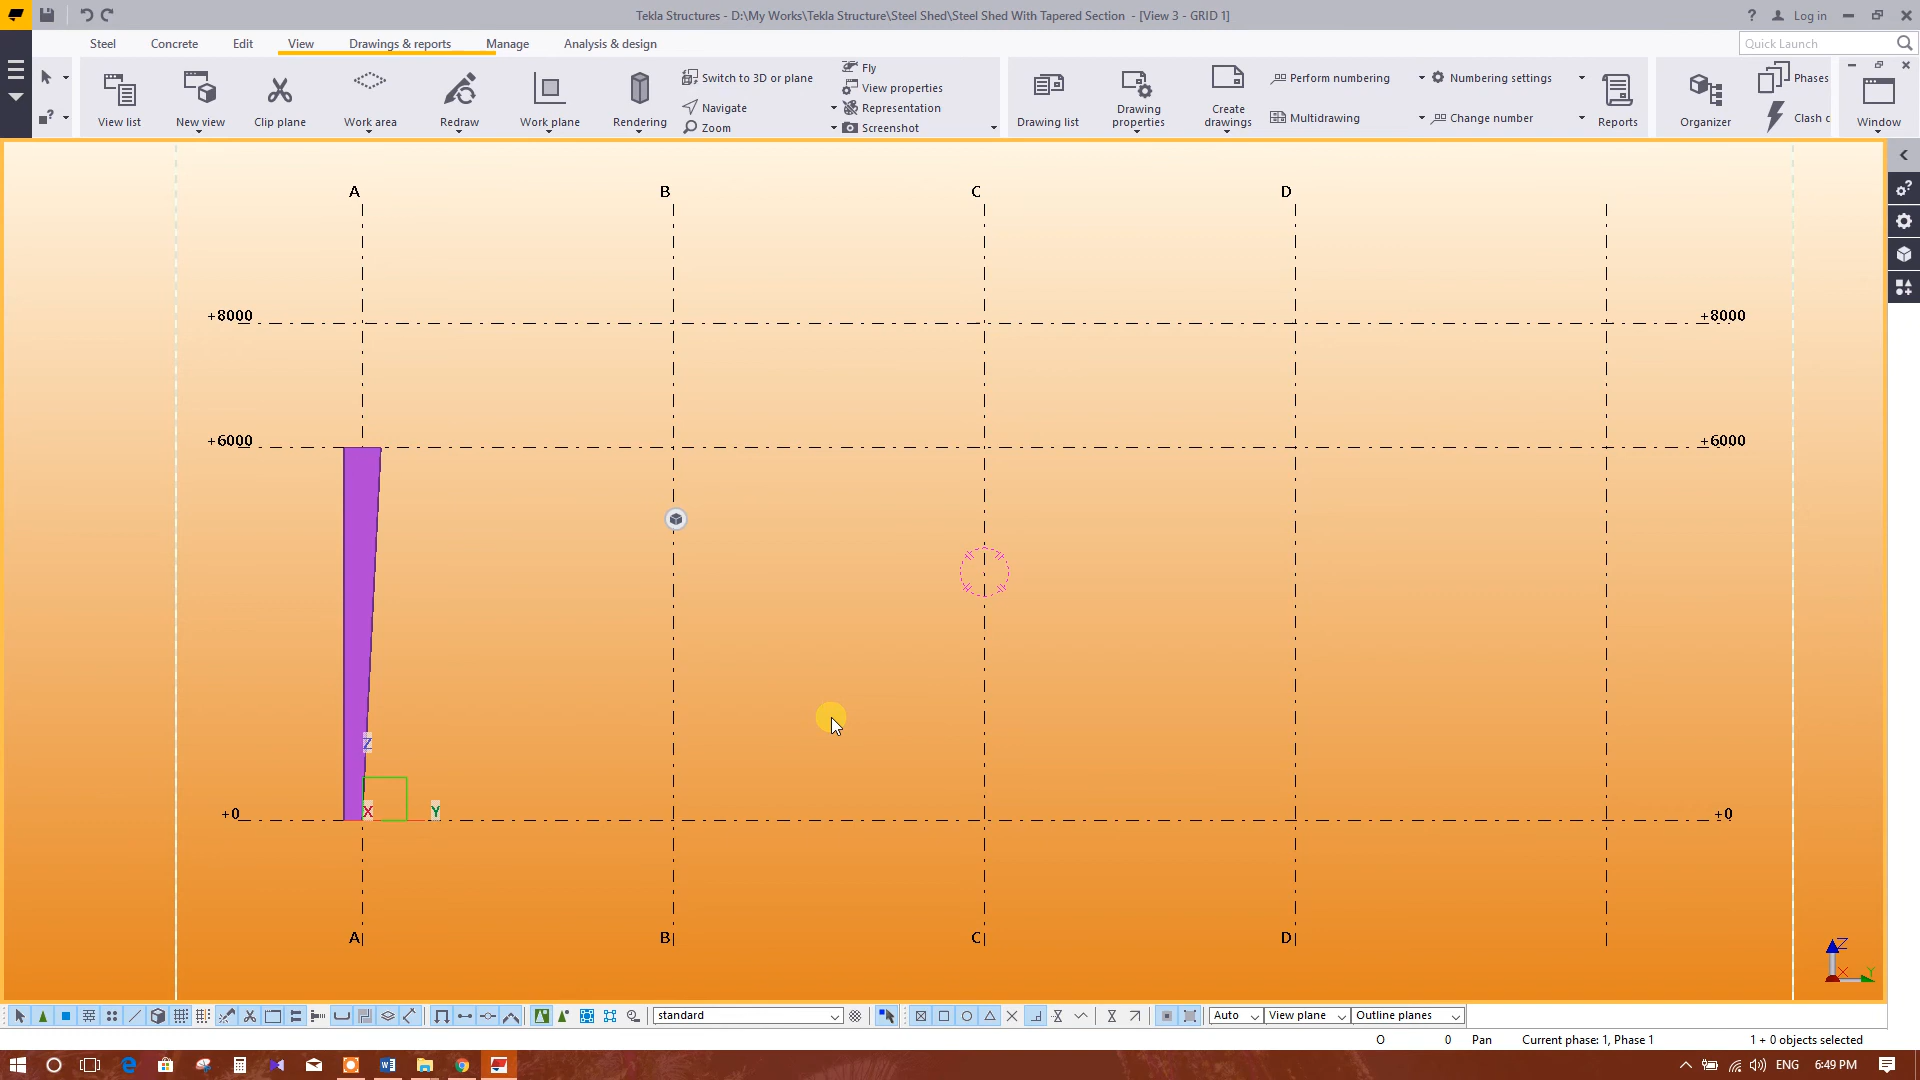 Tekla Structures - D:\My Works\Tekla Structure\Steel Shed\Steel Shed With Tapered Section - [View 3 - GRID 1]
? Log in
Steel Concrete Edit View Drawings & reports Manage Analysis & design
Quick Launch
View list
New view
Clip plane
Work area
Redraw
Work plane
Rendering
Switch to 3D or plane
Navigate
Zoom
Fly
View properties
Representation
Screenshot
Drawing list
Drawing properties
Create drawings
Perform numbering
Multidrawing
Numbering settings
Change number
Reports
Organizer
Phases
Clash c
Window
A B C D
+8000 +8000
+6000 +6000
Z
X Y
+0 +0
A B C D
Z
X Y
standard
Auto
View plane
Outline planes
O 0 Pan Current phase: 1, Phase 1 1 + 0 objects selected
ENG 6:49 PM